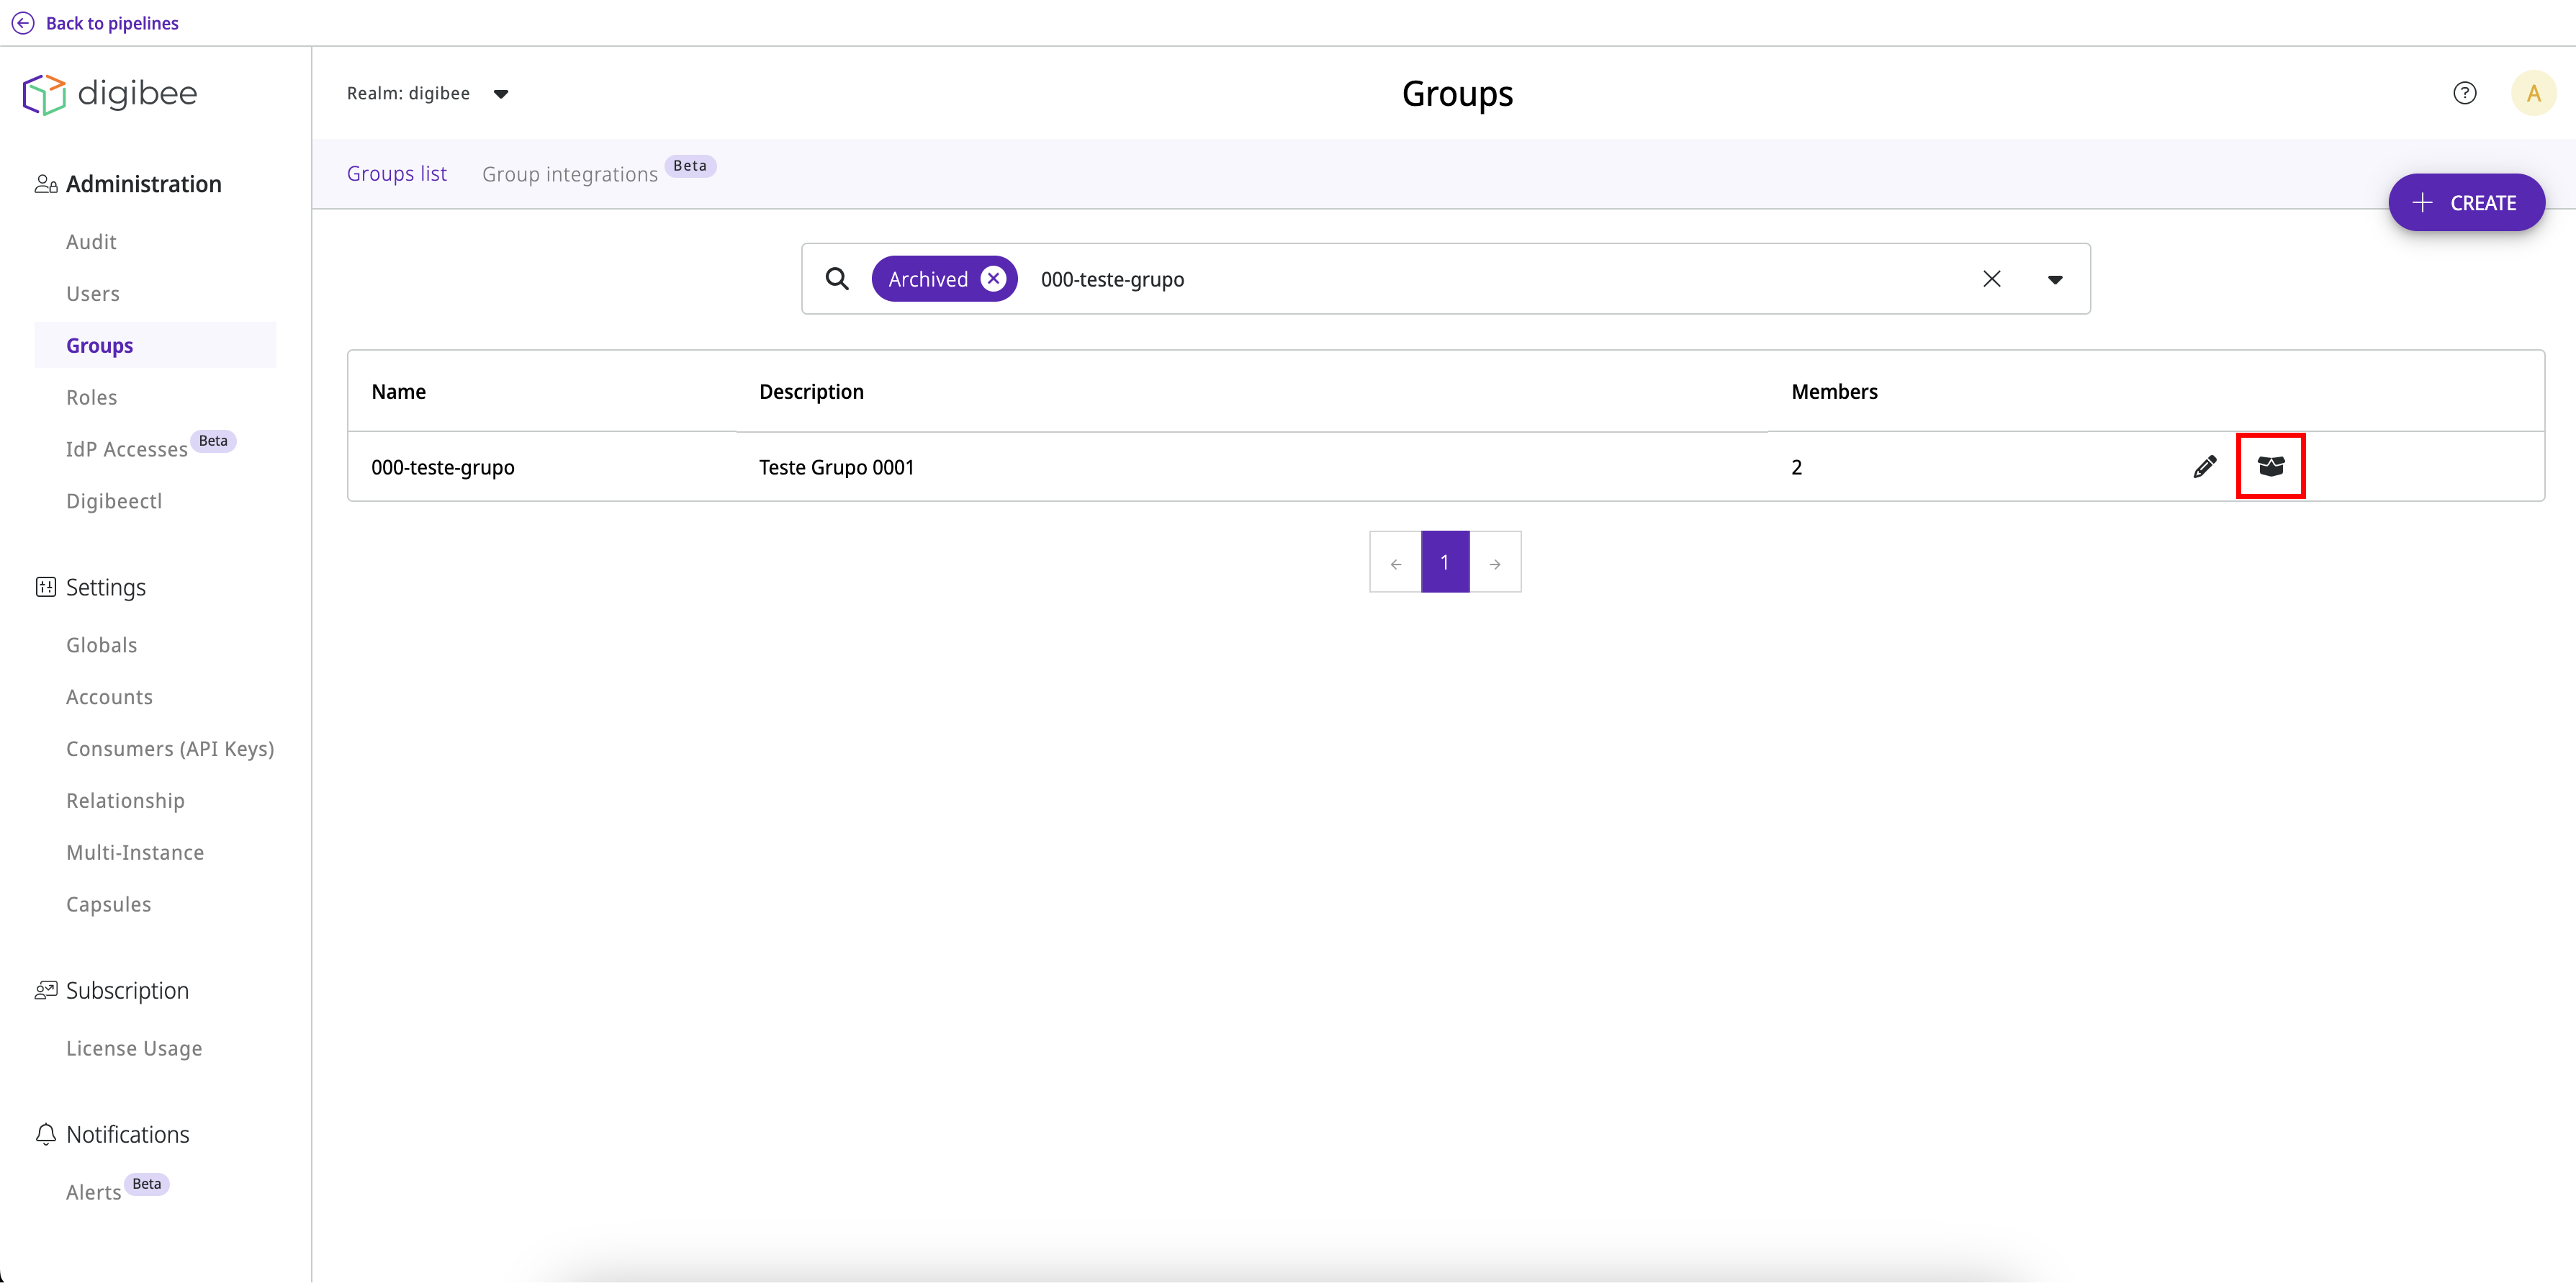 Back to pipelines
digibee
Realm: digibee
Groups
A
Groups list
Group integrations Beta
CREATE
Administration
Audit
Users
Groups
Roles
IdP Accesses Beta
Digibeectl
Settings
Globals
Accounts
Consumers (API Keys)
Relationship
Multi-Instance
Capsules
Subscription
License Usage
Notifications
Alerts Beta
Archived 000-teste-grupo
Name Description Members
000-teste-grupo Teste Grupo 0001 2
1